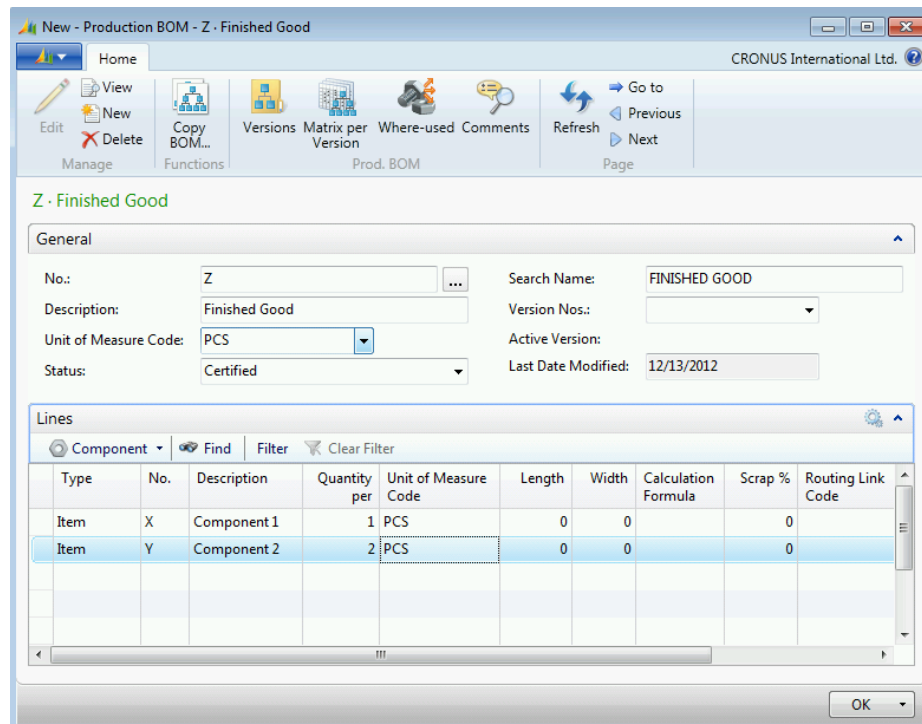 New - Production BOM - Z · Finished Good
Home
CRONUS International Ltd.
Edit
View
New
Delete
Manage
Copy BOM...
Functions
Versions
Matrix per Version
Where-used
Comments
Prod. BOM
Refresh
Go to
Previous
Next
Page
Z · Finished Good
General
No.: Z ...
Description: Finished Good
Unit of Measure Code: PCS
Status: Certified
Search Name: FINISHED GOOD
Version Nos.:
Active Version:
Last Date Modified: 12/13/2012
Lines
Component Find Filter Clear Filter
Type No. Description Quantity per Unit of Measure Code Length Width Calculation Formula Scrap % Routing Link Code
Item X Component 1 1 PCS 0 0 0
Item Y Component 2 2 PCS 0 0 0
OK